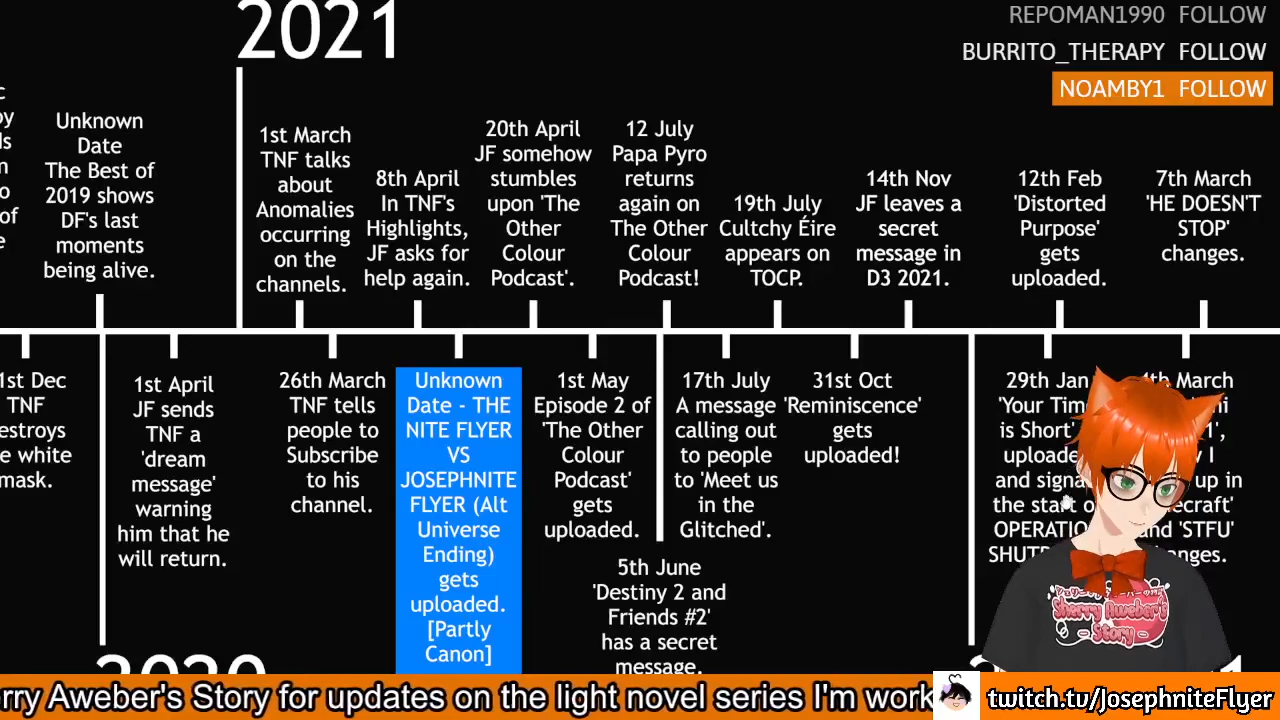 2021
REPOMAN1990 FOLLOW
BURRITO_THERAPY FOLLOW
NOAMBY1 FOLLOW
Unknown
Date
The Best of
2019 shows
DF's last
moments
being alive.
1st March
TNF talks
about
Anomalies
occurring
on the
channels.
8th April
In TNF's
Highlights,
JF asks for
help again.
20th April
JF somehow
stumbles
upon 'The
Other
Colour
Podcast'.
12 July
Papa Pyro
returns
again on
The Other
Colour
Podcast!
19th July
Cultchy Éire
appears on
TOCP.
14th Nov
JF leaves a
secret
message in
D3 2021.
12th Feb
'Distorted
Purpose'
gets
uploaded.
7th March
'HE DOESN'T
STOP'
changes.
1st Dec
TNF
estroys
e white
mask.
1st April
JF sends
TNF a
'dream
message'
warning
him that he
will return.
26th March
TNF tells
people to
Subscribe
to his
channel.
Unknown
Date - THE
NITE FLYER
VS
JOSEPHNITE
FLYER (Alt
Universe
Ending)
gets
uploaded.
[Partly
Canon]
1st May
Episode 2 of
'The Other
Colour
Podcast'
gets
uploaded.
5th June
'Destiny 2 and
Friends #2'
has a secret
message.
17th July
A message
calling out
to people
to 'Meet us
in the
Glitched'.
31st Oct
'Reminiscence'
gets
uploaded!
29th Jan
'Your Tim
is Short'
uploade
and signa
the start o
OPERATIO
SHUT
4th March
up in
ecraft'
and 'STFU'
anges.
Sherry Aweber's
- Story -
rry Aweber's Story for updates on the light novel series I'm work
twitch.tv/JosephniteFlyer